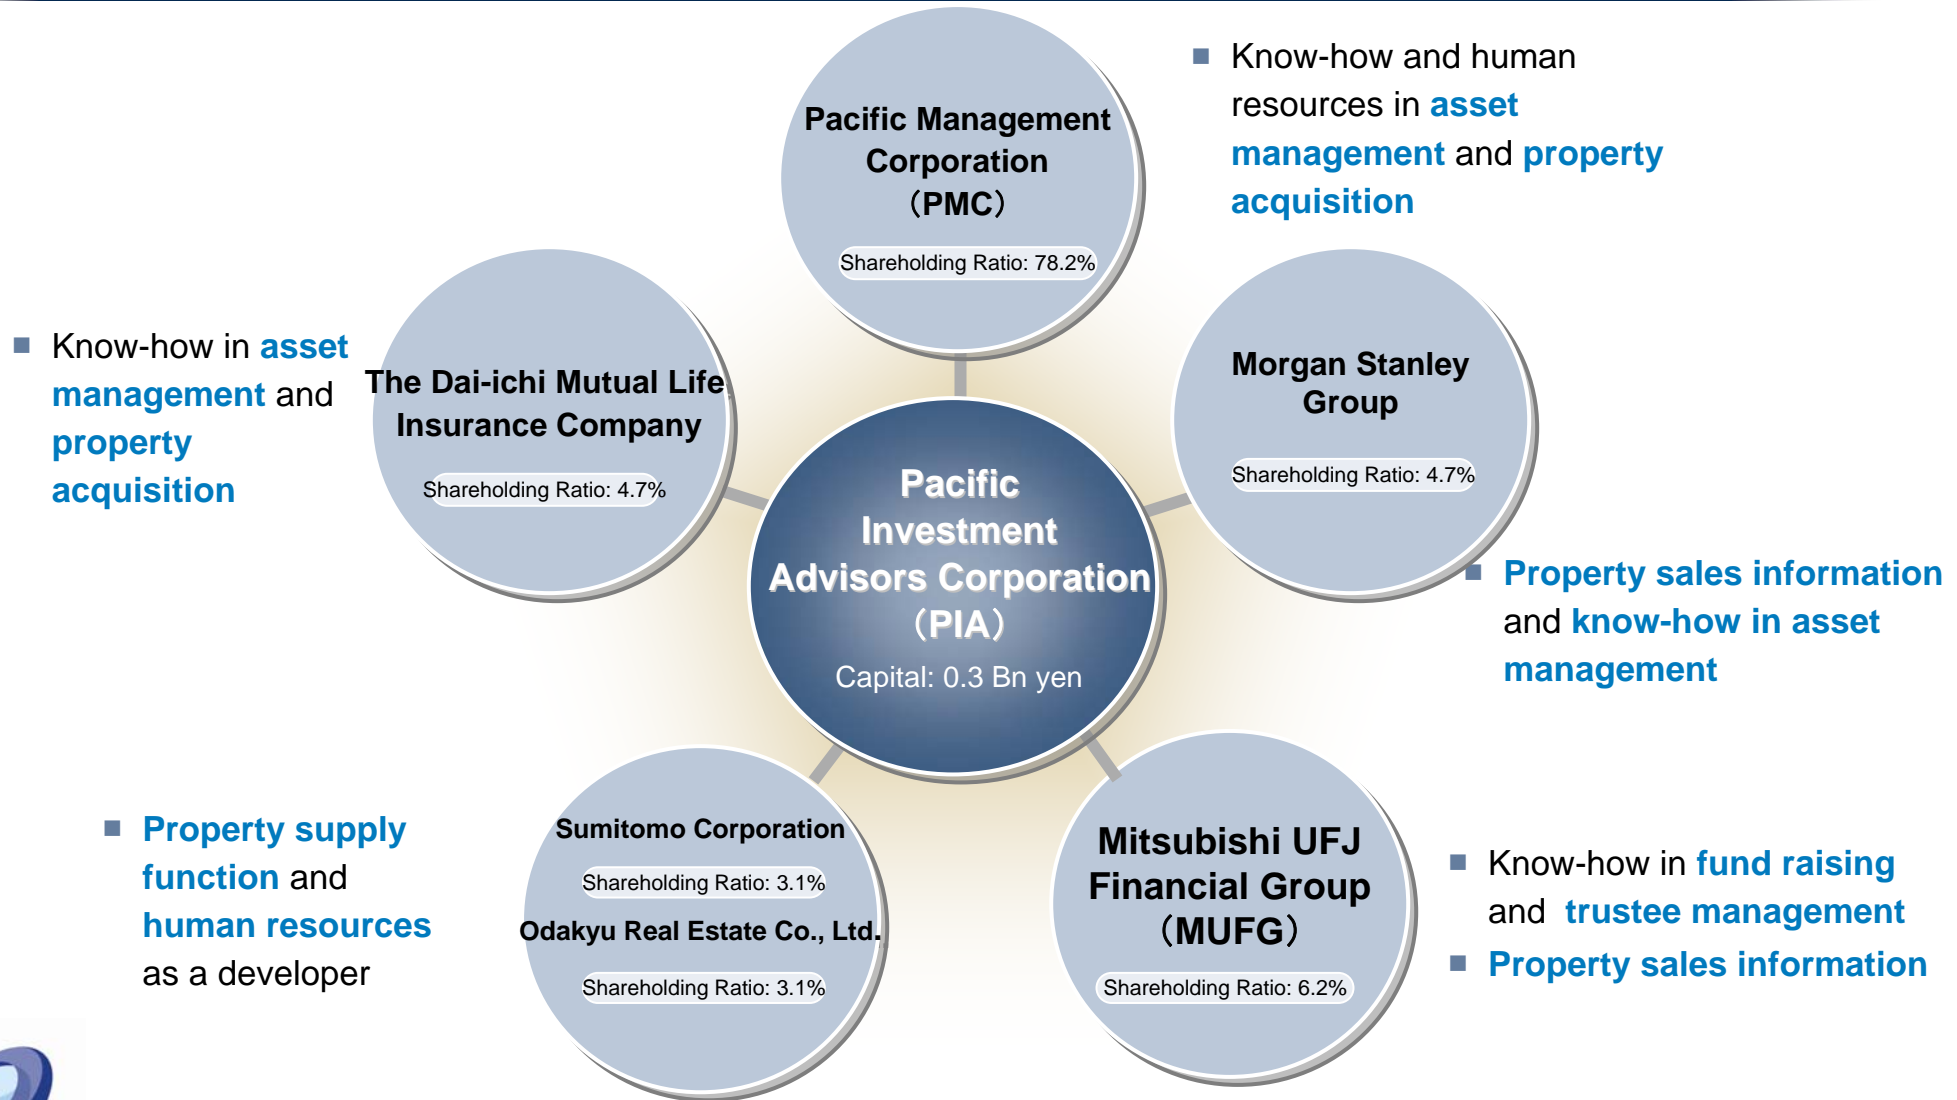 Pacific Management
Corporation
（PMC）
Shareholding Ratio: 78.2%
Know-how and human
resources in asset
management and property
acquisition
Know-how in asset
management and
property
acquisition
The Dai-ichi Mutual Life
Insurance Company
Shareholding Ratio: 4.7%
Morgan Stanley
Group
Shareholding Ratio: 4.7%
Pacific
Investment
Advisors Corporation
（PIA）
Capital: 0.3 Bn yen
Property sales information
and know-how in asset
management
Property supply
function and
human resources
as a developer
Sumitomo Corporation
Shareholding Ratio: 3.1%
Odakyu Real Estate Co., Ltd.
Shareholding Ratio: 3.1%
Mitsubishi UFJ
Financial Group
（MUFG）
Shareholding Ratio: 6.2%
Know-how in fund raising
and trustee management
Property sales information